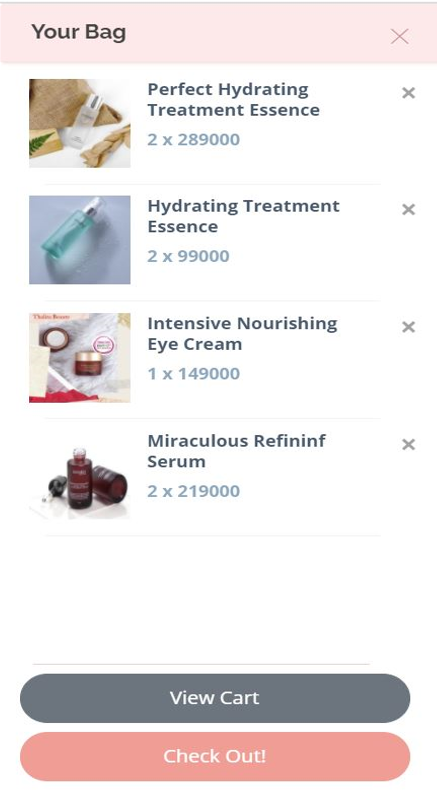 Your Bag
Perfect Hydrating
Treatment Essence
2 x 289000
Hydrating Treatment
Essence
2 x 99000
Intensive Nourishing
Eye Cream
1 x 149000
Miraculous Refininf
Serum
2 x 219000
View Cart
Check Out!